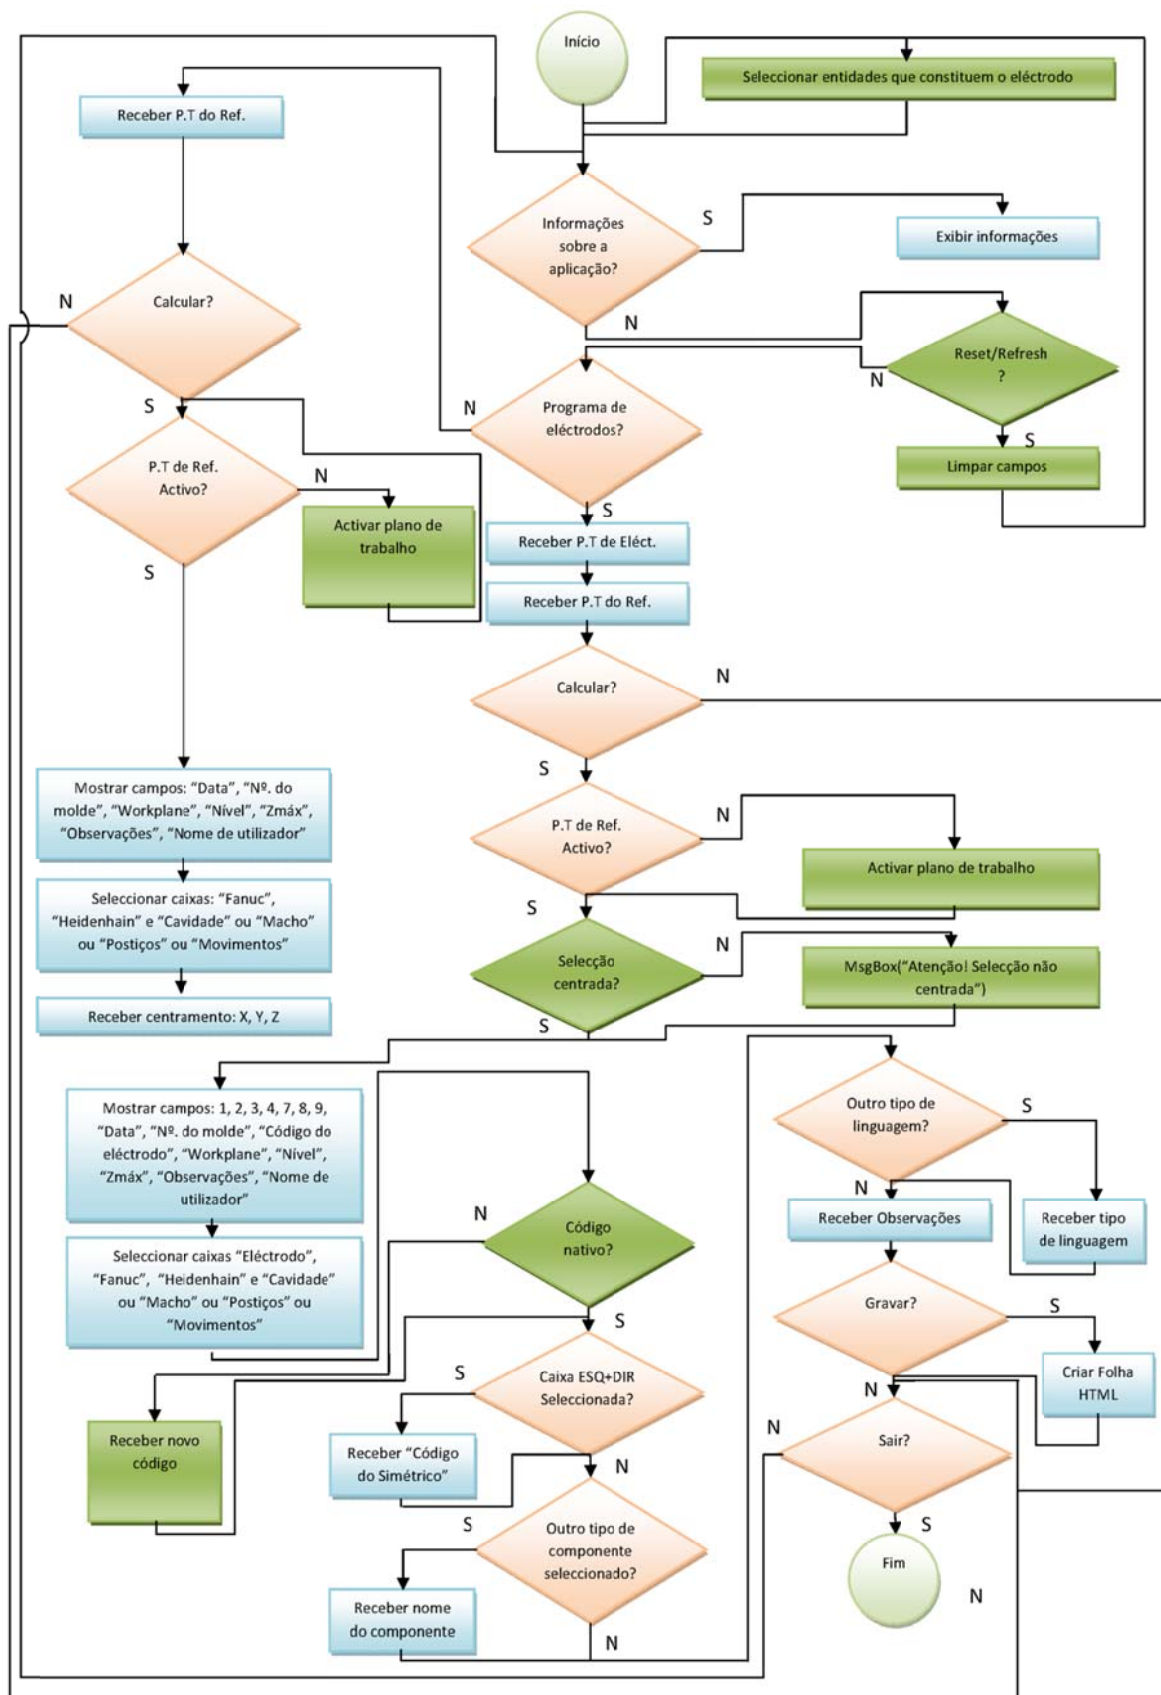 Início
Seleccionar entidades que constituem o eléctrodo
Receber P.T do Ref.
Informações
sobre a
aplicação?
S
Exibir informações
N
Calcular?
N
N
Reset/Refresh
?
S
N
Programa de
eléctrodos?
N
S
Limpar campos
P.T de Ref.
Activo?
N
S
Activar plano de
trabalho
S
Receber P.T de Eléct.
Receber P.T do Ref.
Calcular?
N
S
Mostrar campos: “Data”, “Nº. do
molde”, “Workplane”, “Nível”, “Zmáx”,
“Observações”, “Nome de utilizador”
P.T de Ref.
Activo?
N
Activar plano de trabalho
S
Seleccionar caixas: “Fanuc”,
“Heidenhain” e “Cavidade” ou “Macho”
ou “Postiços” ou “Movimentos”
Selecção
centrada?
N
MsgBox(“Atenção! Selecção não
centrada”)
S
Receber centramento: X, Y, Z
Mostrar campos: 1, 2, 3, 4, 7, 8, 9,
“Data”, “Nº. do molde”, “Código do
eléctrodo”, “Workplane”, “Nível”,
“Zmáx”, “Observações”, “Nome de
utilizador”
Outro tipo de
linguagem?
S
N
Receber Observações
Receber tipo
de linguagem
N
Código
nativo?
S
Seleccionar caixas “Eléctrodo”,
“Fanuc”, “Heidenhain” e “Cavidade”
ou “Macho” ou “Postiços” ou
Movimentos”
Gravar?
S
Criar Folha
HTML
N
Caixa ESQ+DIR
Seleccionada?
S
N
Receber novo
código
Receber “Código
do Simétrico”
N
Sair?
S
S
Outro tipo de
componente
seleccionado?
Fim
N
Receber nome
do componente
N